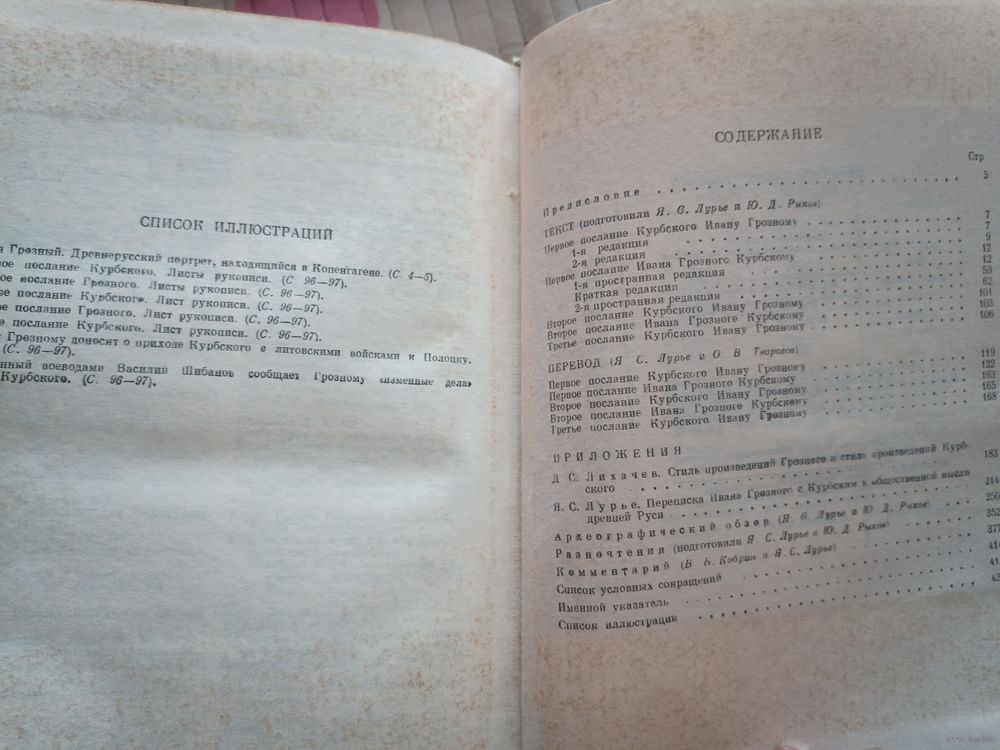 СПИСОК ИЛЛЮСТРАЦИЙ
Грозный. Древнерусский портрет, находящийся в Копенгагене. (С. 4—5).
послание Курбского. Листы рукописи. (С. 96—97).
послание Грозного. Листы рукописи. (С. 96—97).
послание Курбского. Лист рукописи. (С. 96—97).
послание Грозного. Лист рукописи. (С. 96—97).
послание Курбского. Лист рукописи. (С. 96—97).
Грозному доносят о приходе Курбского с литовскими войсками к Полоцку.
(С. 96—97).
воеводами Василий Шибанов сообщает Грозному «изменные дела»
Курбского. (С. 96—97).
СОДЕРЖАНИЕ
Стр
Предисловие 5
ТЕКСТ (подготовили Я. С. Лурье и Ю. Д. Рыков)
Первое послание Курбского Ивану Грозному 7
1-я редакция 7
2-я редакция 9
Первое послание Ивана Грозного Курбскому 12
1-я пространная редакция 12
Краткая редакция 53
2-я пространная редакция 62
Второе послание Курбского Ивану Грозному 101
Второе послание Ивана Грозного Курбскому 103
Третье послание Курбского Ивану Грозному 106
ПЕРЕВОД (Я. С. Лурье и О. В Творогов)
Первое послание Курбского Ивану Грозному 119
Первое послание Ивана Грозного Курбскому 122
Второе послание Курбского Ивану Грозному 163
Второе послание Ивана Грозного Курбскому 165
Третье послание Курбского Ивану Грозному 168
ПРИЛОЖЕНИЯ
Д С. Лихачев. Стиль произведений Грозного и стиль произведений Курб-
ского 183
Я. С. Лурье. Переписка Ивана Грозного с Курбским в общественной мысли
древней Руси 214
Археографический обзор (Я. С. Лурье и Ю. Д. Рыков) 250
Разночтения (подготовили Я. С. Лурье и Ю. Д. Рыков) 352
Комментарий (В Б. Кобрин и Я. С. Лурье) 377
Список условных сокращений
Именной указатель
Список иллюстраций